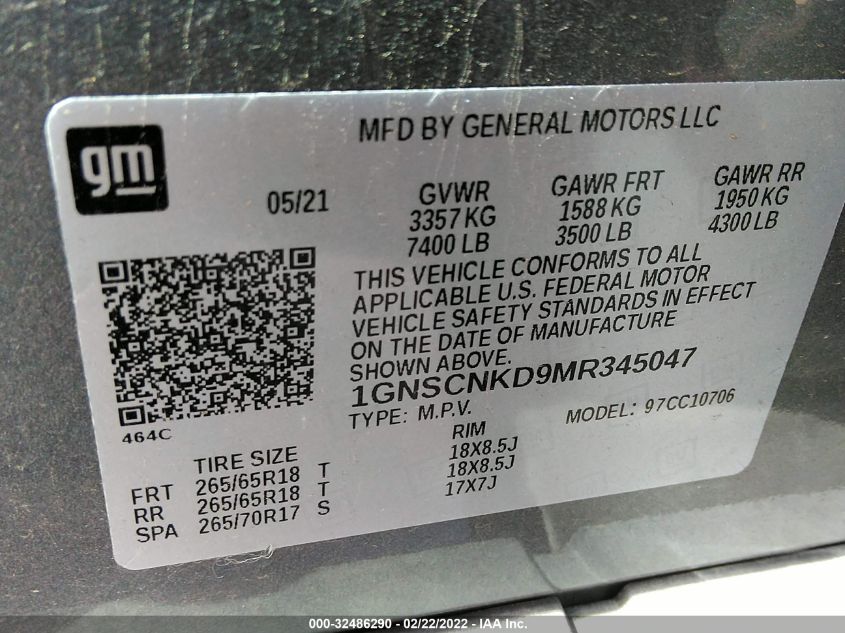 MFD BY GENERAL MOTORS LLC
gm
05/21
GVWR
3357 KG
7400 LB
GAWR FRT
1588 KG
3500 LB
GAWR RR
1950 KG
4300 LB
THIS VEHICLE CONFORMS TO ALL
APPLICABLE U.S. FEDERAL MOTOR
VEHICLE SAFETY STANDARDS IN EFFECT
ON THE DATE OF MANUFACTURE
SHOWN ABOVE.
1GNSCNKD9MR345047
TYPE: M.P.V. MODEL: 97CC10706
464C
TIRE SIZE RIM
FRT 265/65R18 T 18X8.5J
RR 265/65R18 T 18X8.5J
SPA 265/70R17 S 17X7J
000-32486290 - 02/22/2022 - IAA Inc.